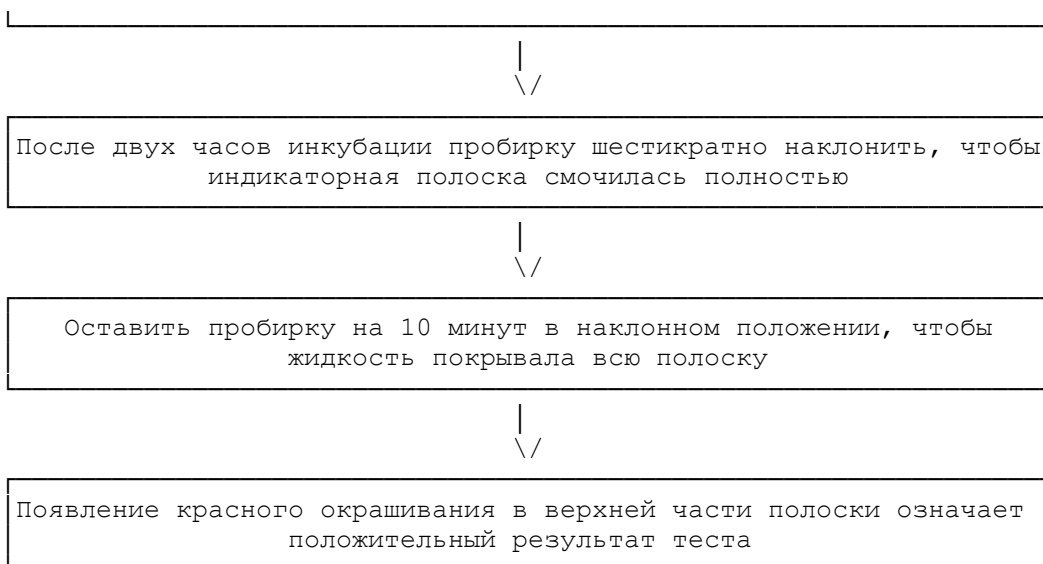 После двух часов инкубации пробирку шестикратно наклонить, чтобы
индикаторная полоска смочилась полностью
Оставить пробирку на 10 минут в наклонном положении, чтобы
жидкость покрывала всю полоску
Появление красного окрашивания в верхней части полоски означает
положительный результат теста